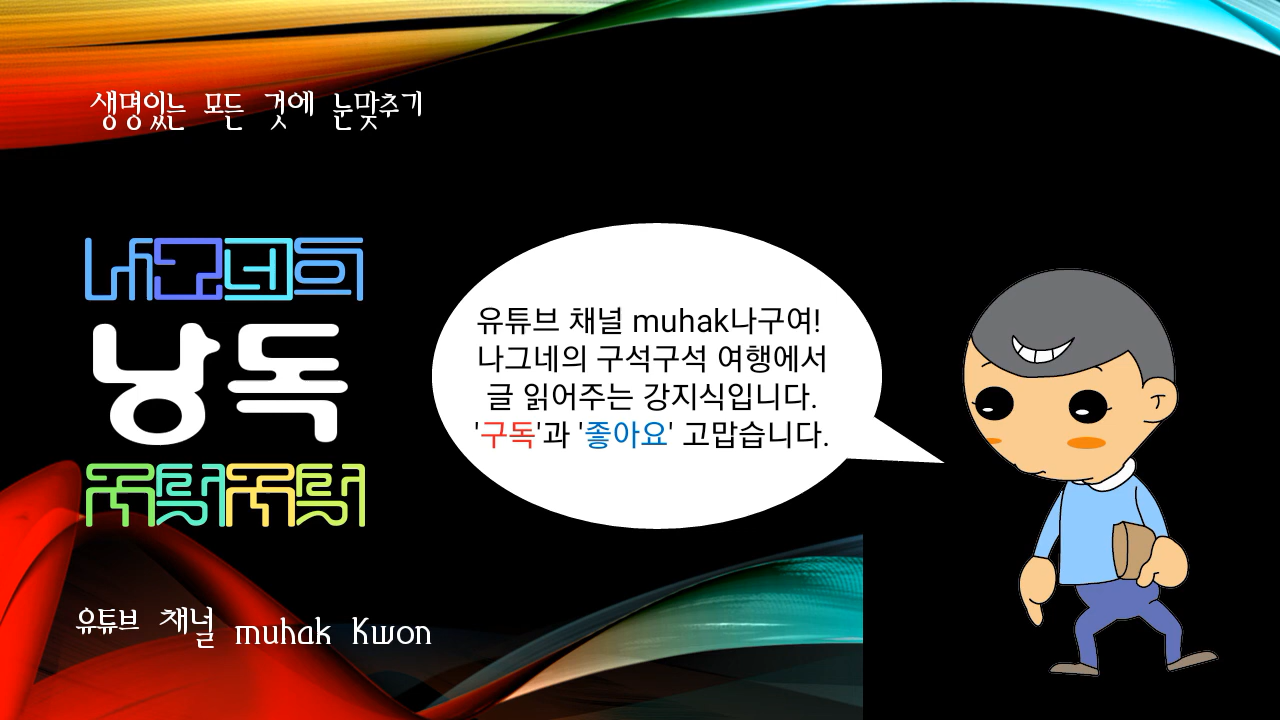 생명있는 모든 것에 눈맞추기
나그네의
낭독
구석구석
유튜브 채널 muhak나구여!
나그네의 구석구석 여행에서
글 읽어주는 강지식입니다.
'구독'과 '좋아요' 고맙습니다.
유튜브 채널 muhak Kwon